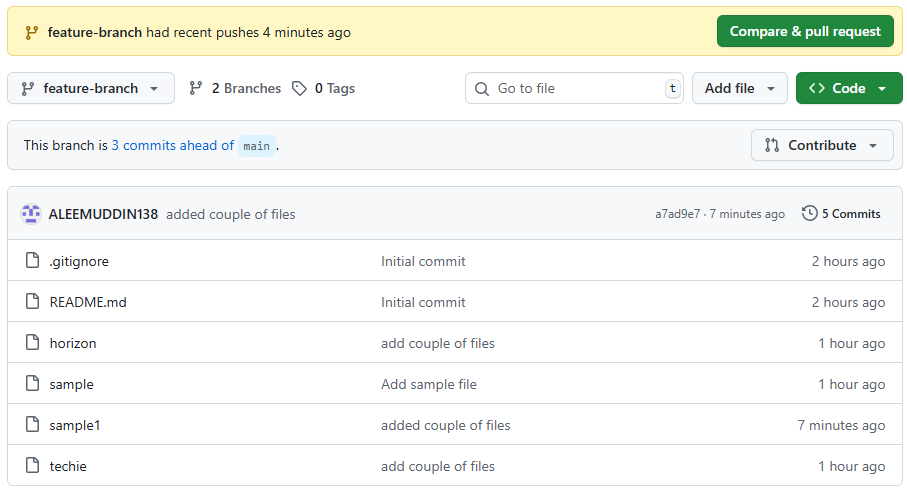 feature-branch had recent pushes 4 minutes ago
Compare & pull request
feature-branch
2 Branches
0 Tags
Go to file
t
Add file
Code
This branch is 3 commits ahead of main .
Contribute
ALEEMUDDIN138 added couple of files
a7ad9e7 · 7 minutes ago
5 Commits
.gitignore Initial commit 2 hours ago
README.md Initial commit 2 hours ago
horizon add couple of files 1 hour ago
sample Add sample file 1 hour ago
sample1 added couple of files 7 minutes ago
techie add couple of files 1 hour ago